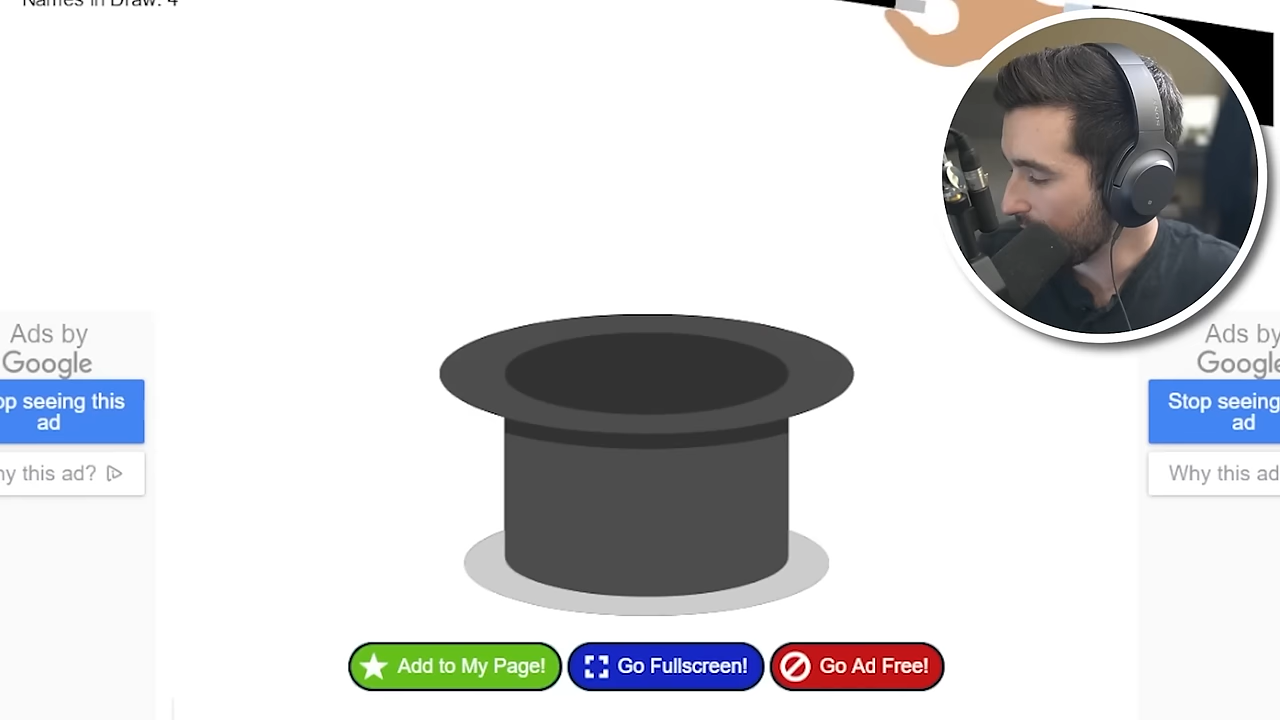 Names in Draw: 4
Ads by
Google
op seeing this
ad
hy this ad?
Ads by
Google
Stop seeing
ad
Why this ad
Add to My Page!
Go Fullscreen!
Go Ad Free!
SONY